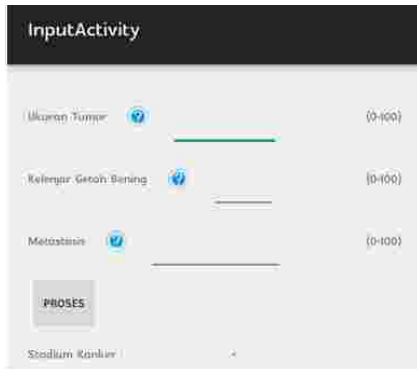 InputActivity
Ukuran Tumor (0-100)
Kelenjar Getah Bening (0-100)
Metastasis (0-100)
PROSES
Stadium Kanker :